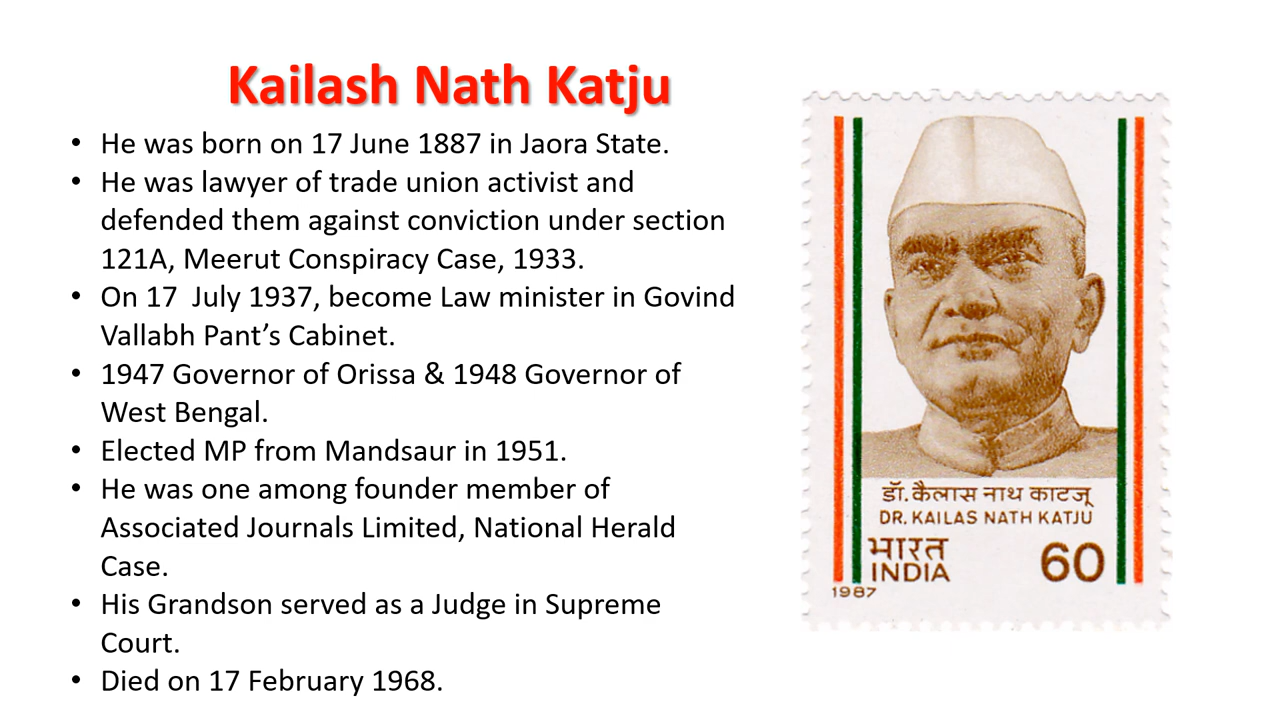 Kailash Nath Katju
• He was born on 17 June 1887 in Jaora State.
• He was lawyer of trade union activist and
defended them against conviction under section
121A, Meerut Conspiracy Case, 1933.
• On 17  July 1937, become Law minister in Govind
Vallabh Pant’s Cabinet.
• 1947 Governor of Orissa & 1948 Governor of
West Bengal.
• Elected MP from Mandsaur in 1951.
• He was one among founder member of
Associated Journals Limited, National Herald
Case.
• His Grandson served as a Judge in Supreme
Court.
• Died on 17 February 1968.
डॉ. कैलास नाथ काटजू
DR. KAILAS NATH KATJU
भारत
INDIA
60
1987